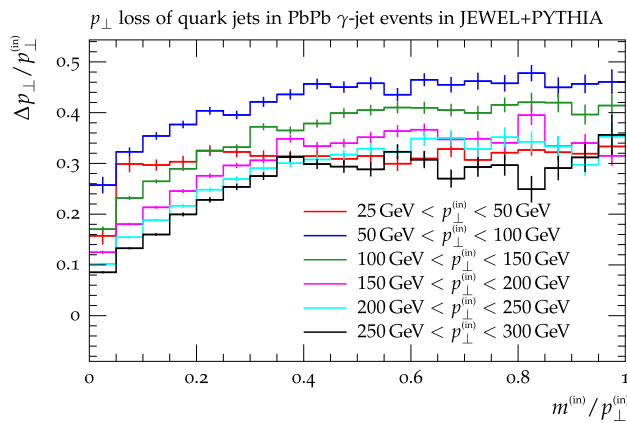 p⊥ loss of quark jets in PbPb γ-jet events in JEWEL+PYTHIA
Δp⊥/p⊥^(in)
0.5
0.4
0.3
0.2
0.1
0
25 GeV < p⊥^(in) < 50 GeV
50 GeV < p⊥^(in) < 100 GeV
100 GeV < p⊥^(in) < 150 GeV
150 GeV < p⊥^(in) < 200 GeV
200 GeV < p⊥^(in) < 250 GeV
250 GeV < p⊥^(in) < 300 GeV
0 0.2 0.4 0.6 0.8 1
m^(in)/p⊥^(in)